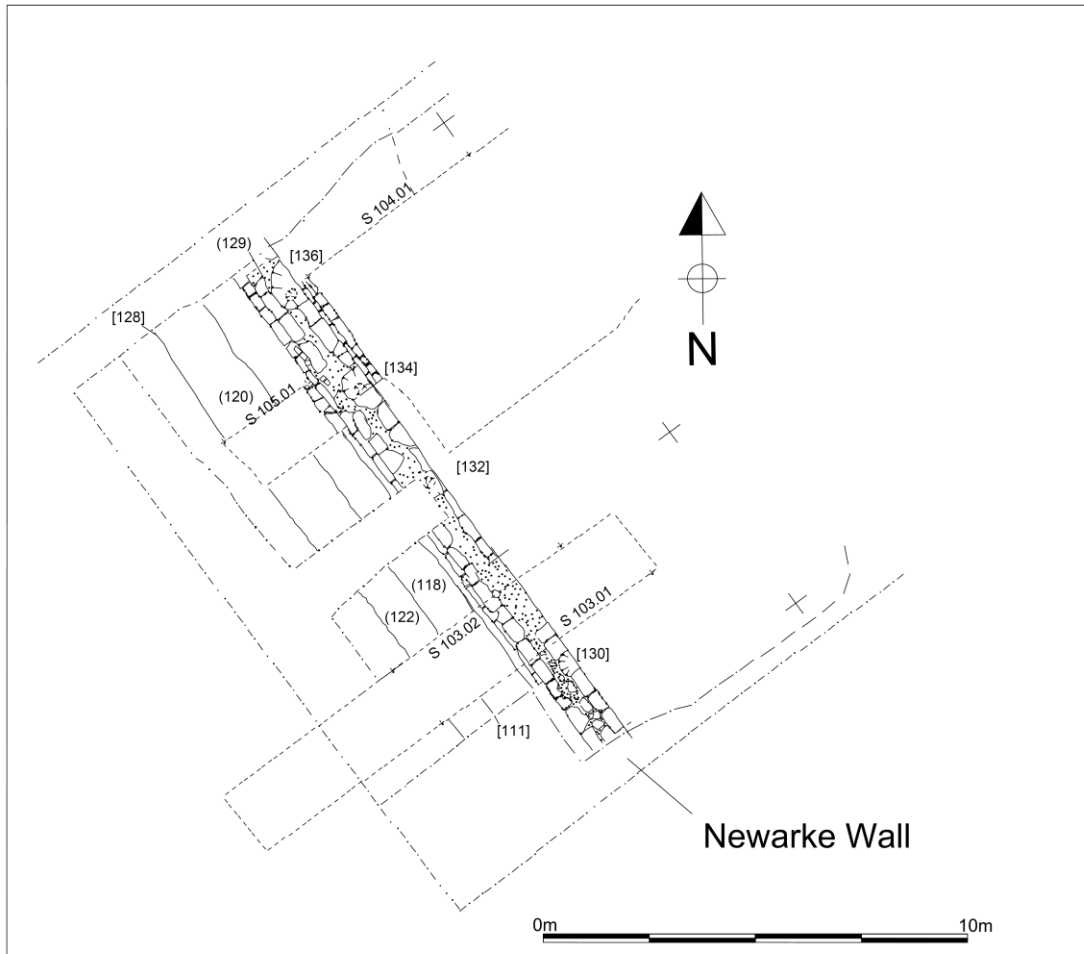 S 104.01
(129)
[136]
[128]
N
[134]
(120)
S 105.01
[132]
(118)
(122)
S 103.01
S 103.02
[130]
[111]
Newarke Wall
0m
10m